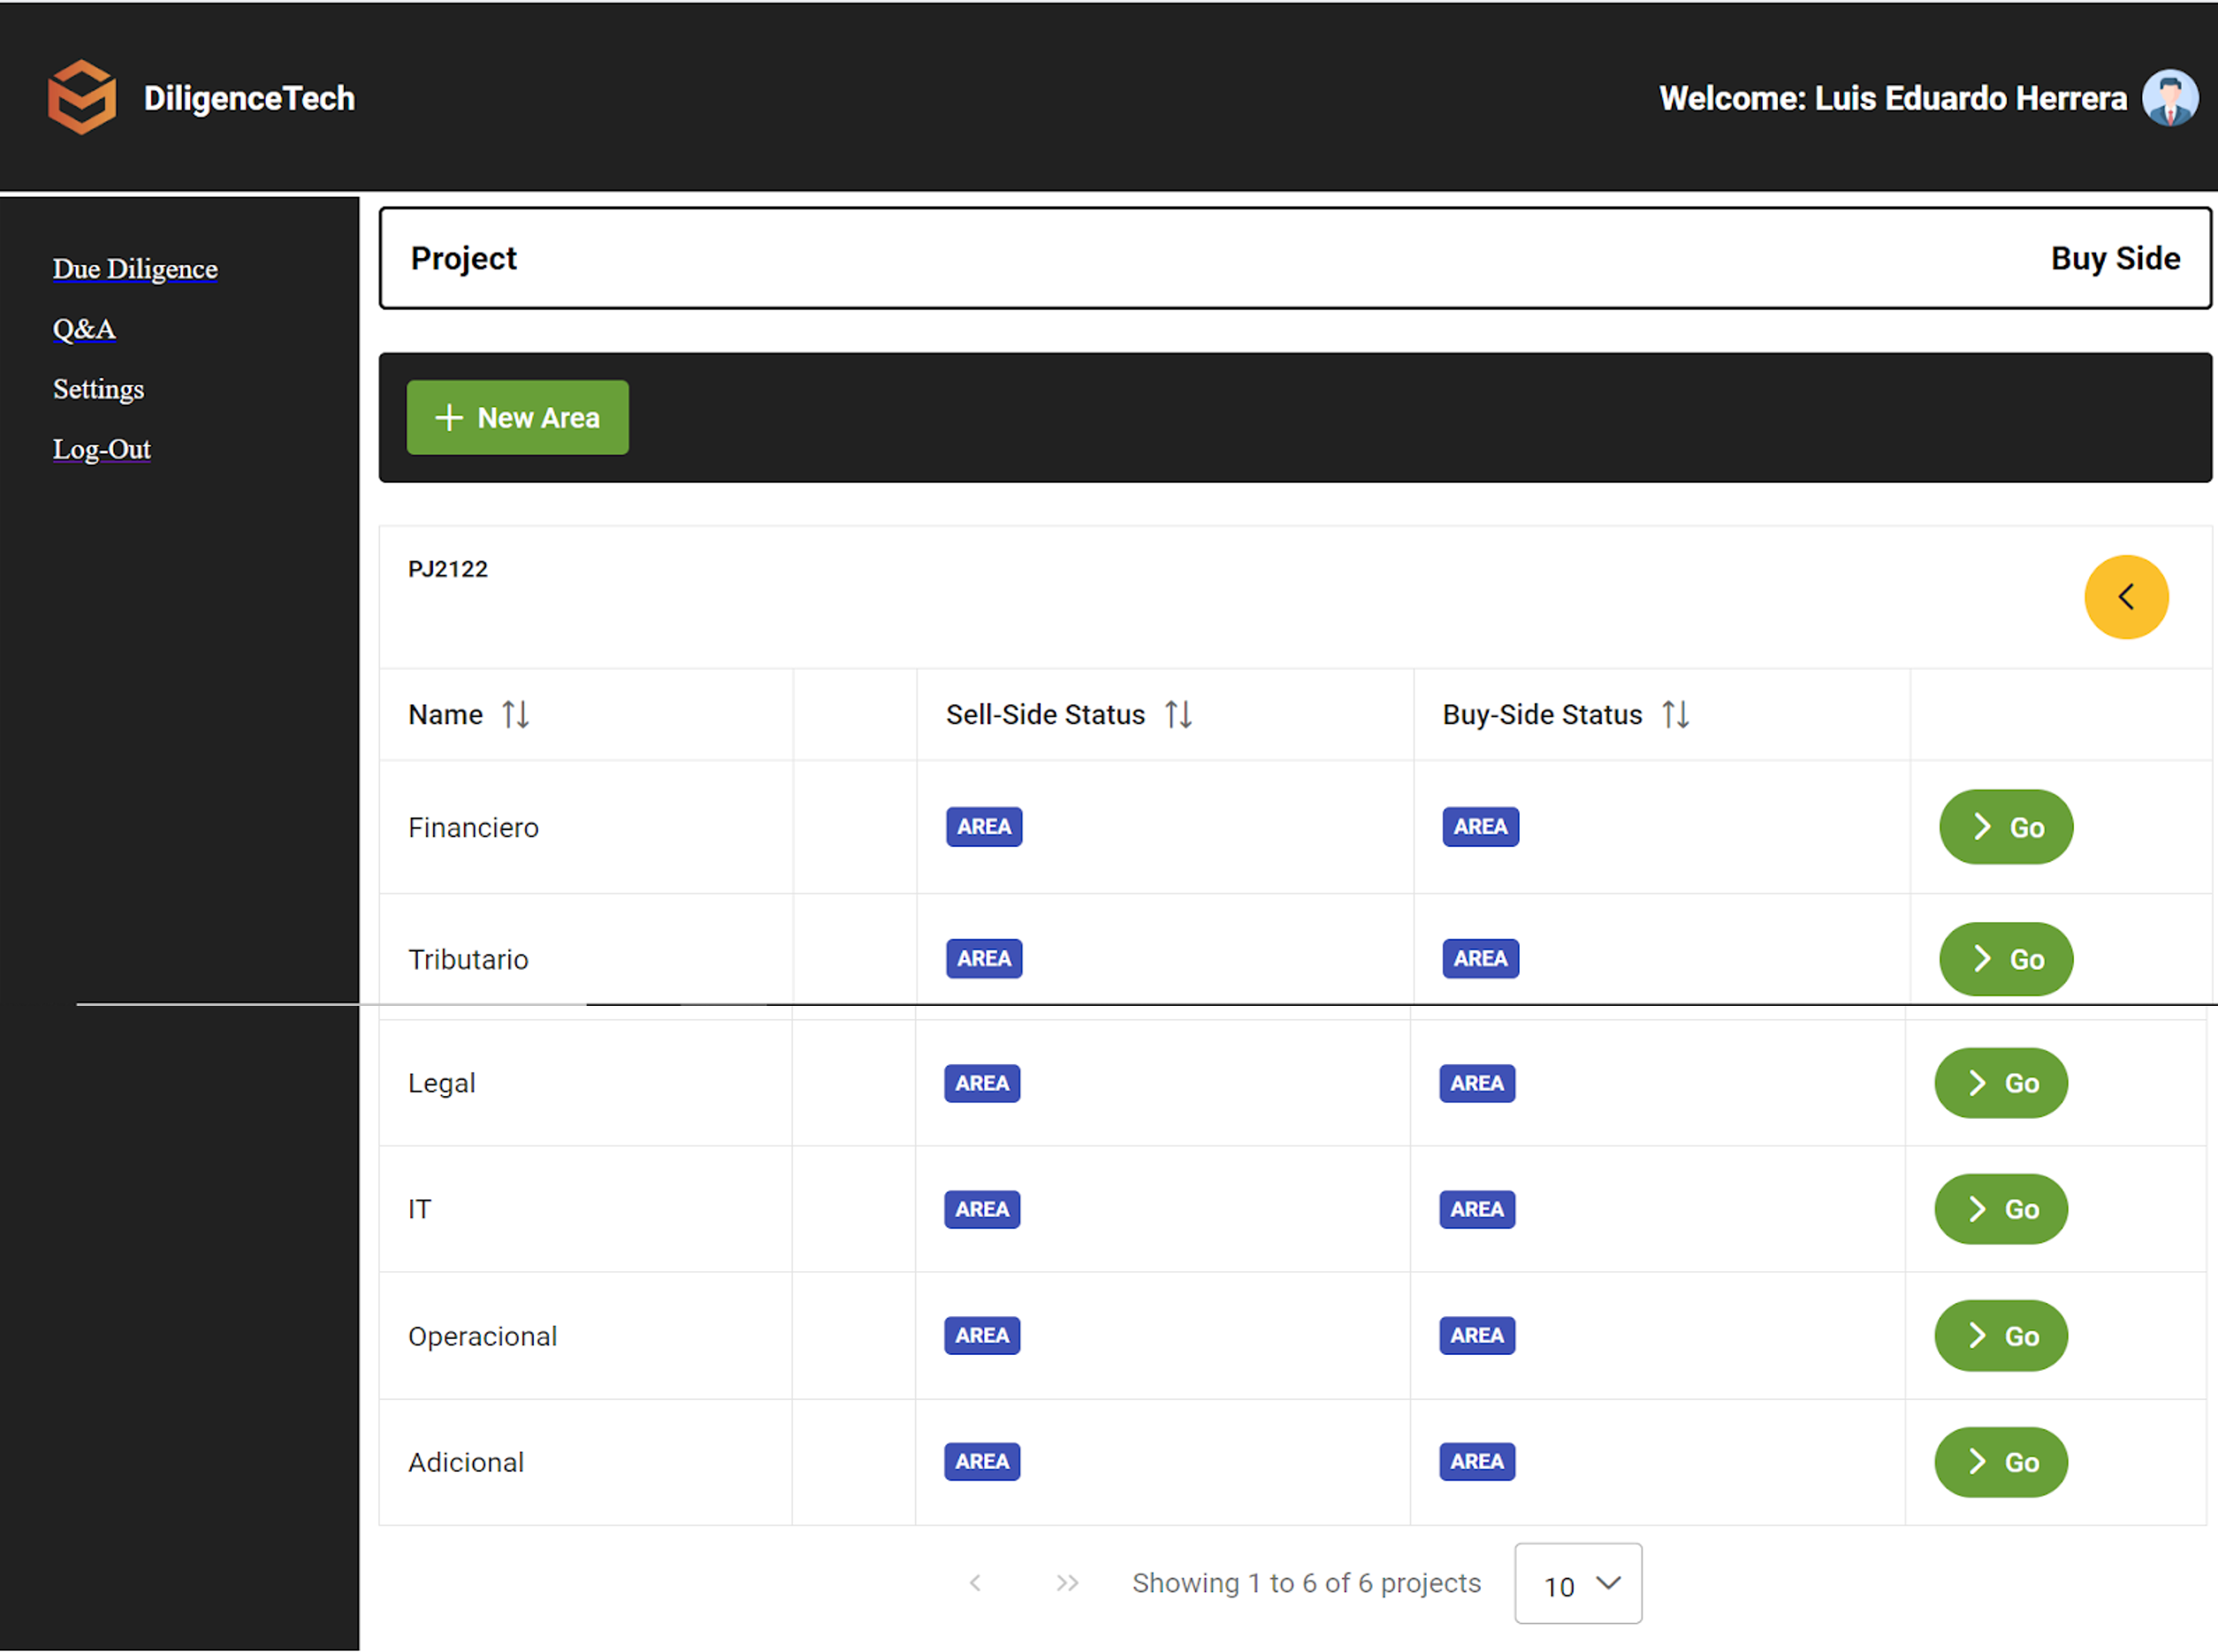 DiligenceTech
Welcome: Luis Eduardo Herrera
Due Diligence
Q&A
Settings
Log-Out
Project
Buy Side
New Area
PJ2122
Name
Sell-Side Status
Buy-Side Status
Financiero AREA AREA Go
Tributario AREA AREA Go
Legal AREA AREA Go
IT AREA AREA Go
Operacional AREA AREA Go
Adicional AREA AREA Go
Showing 1 to 6 of 6 projects 10